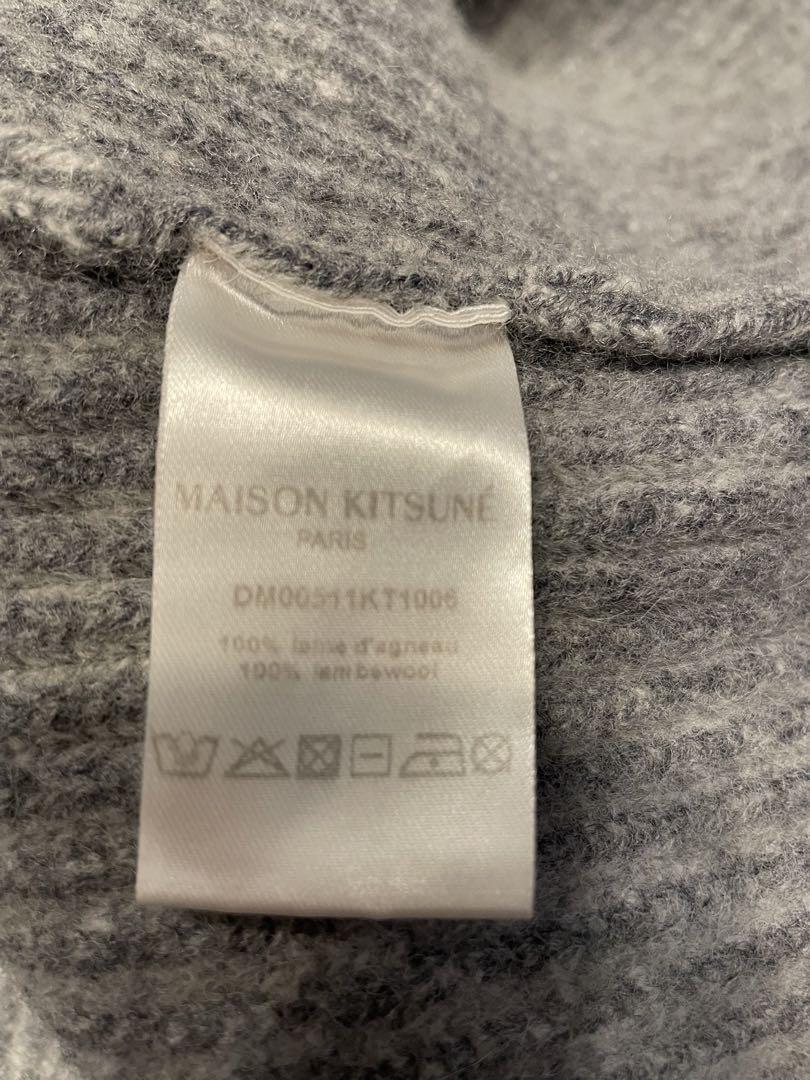 MAISON KITSUNÉ
PARIS
DM00511KT1006
100% laine d'agneau
100% lambswool